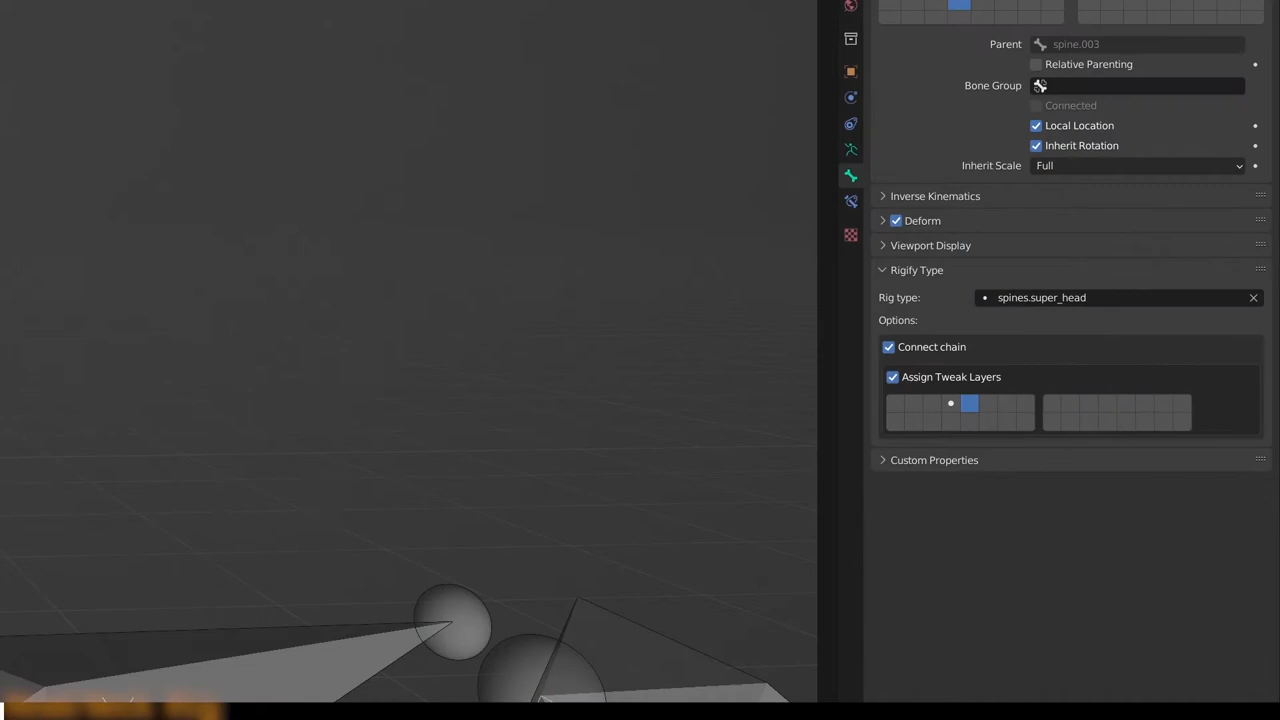 Parent spine.003
Relative Parenting
Bone Group
Connected
Local Location
Inherit Rotation
Inherit Scale Full
Inverse Kinematics
Deform
Viewport Display
Rigify Type
Rig type: spines.super_head
Options:
Connect chain
Assign Tweak Layers
Custom Properties